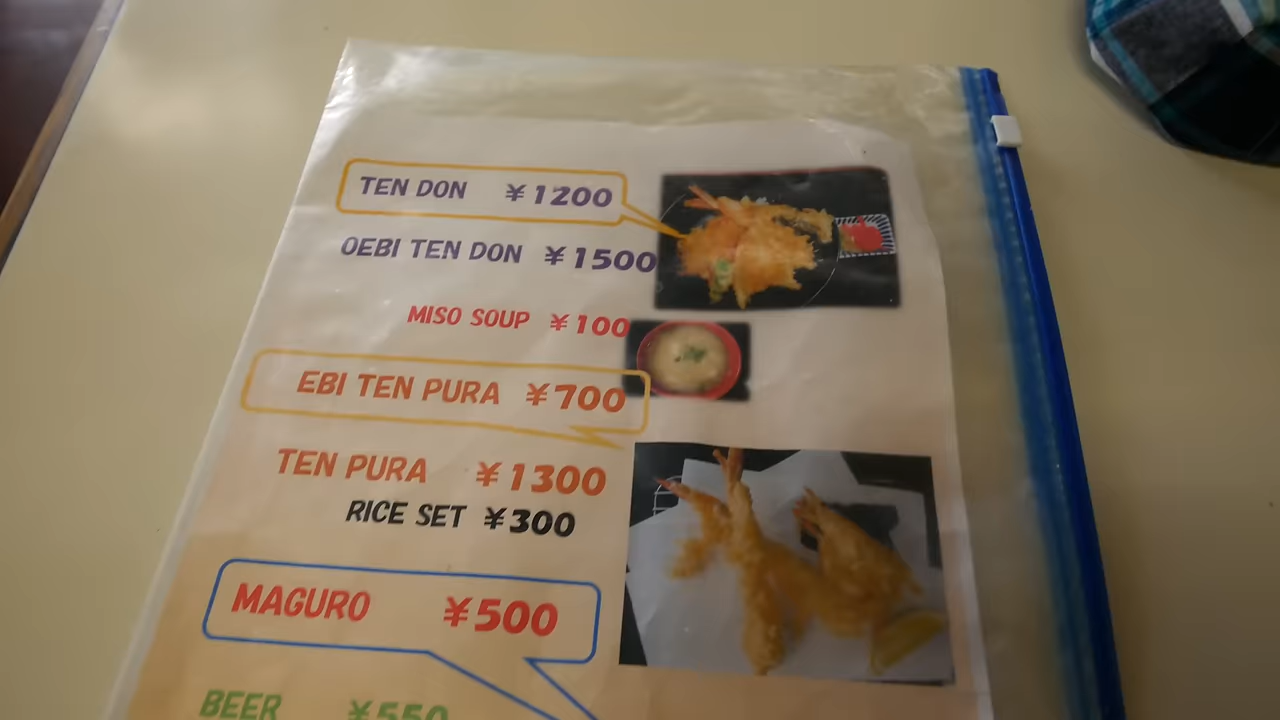 TEN DON ¥1200
OEBI TEN DON ¥1500
MISO SOUP ¥100
EBI TEN PURA ¥700
TEN PURA ¥1300
RICE SET ¥300
MAGURO ¥500
BEER ¥550